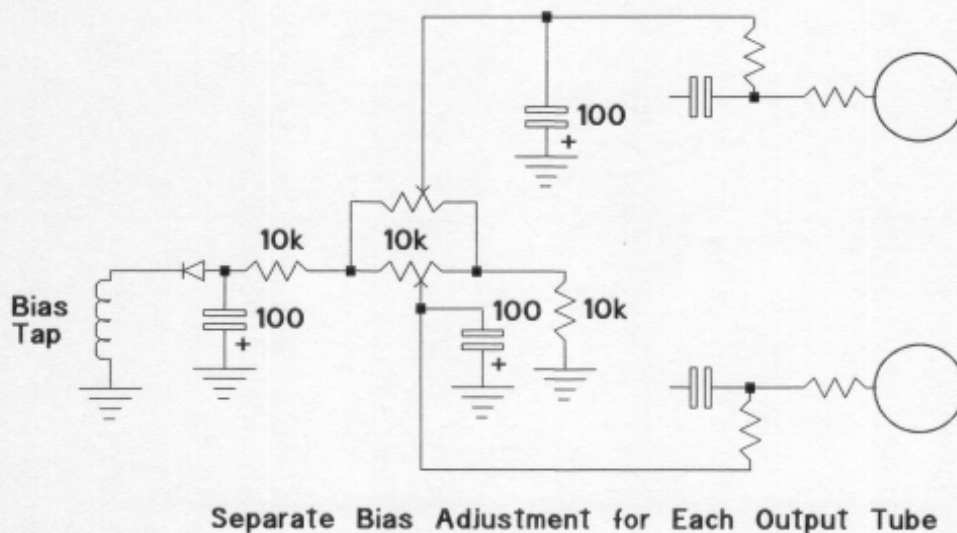 100
+
10k
10k
Bias
Tap
100
+
100
+
10k
Separate Bias Adjustment for Each Output Tube